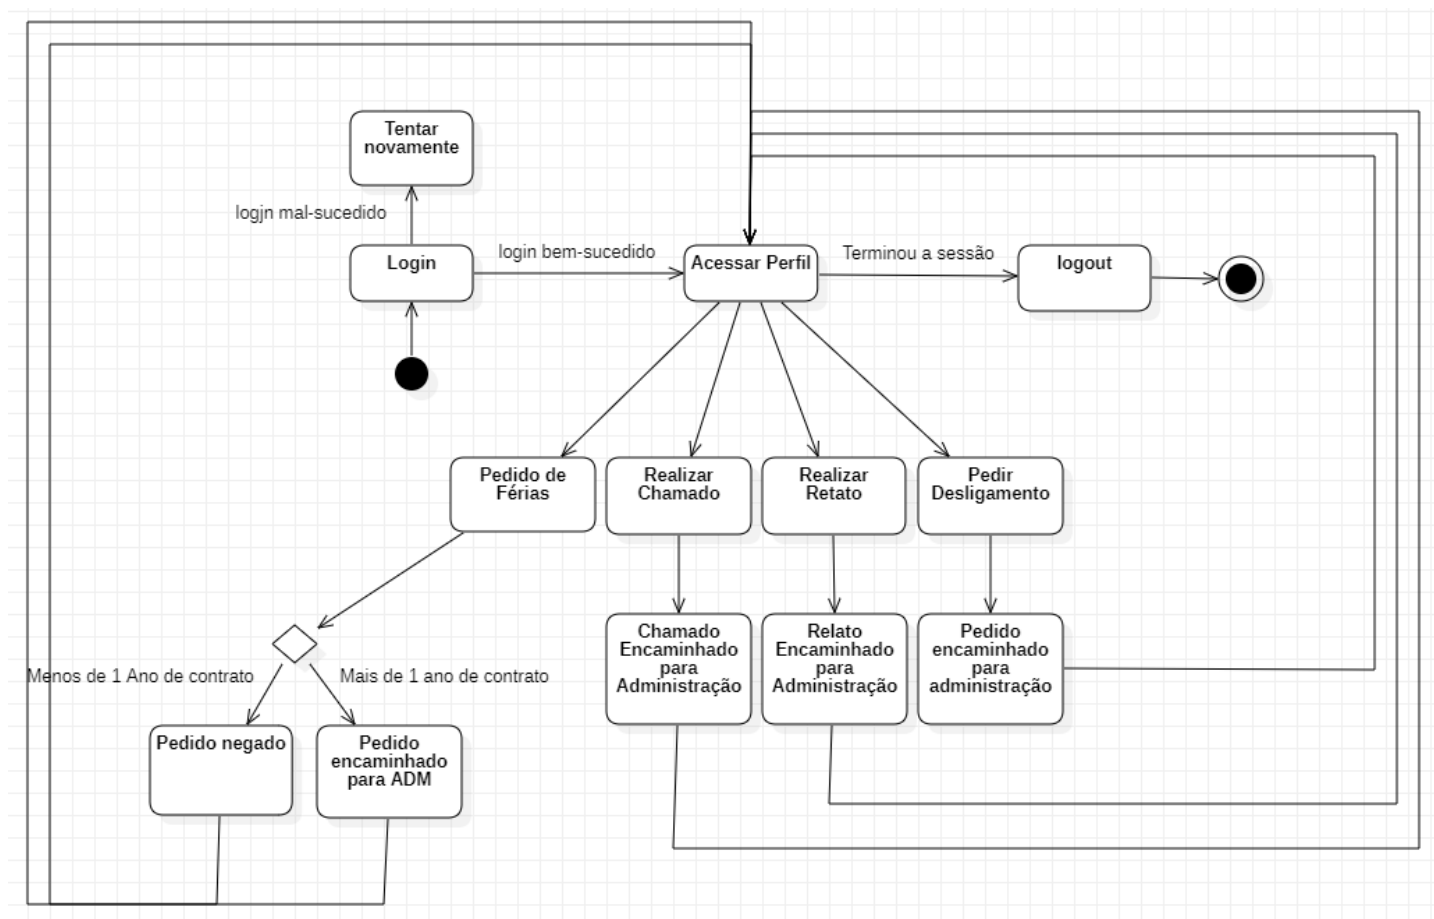 Tentar
novamente
logjn mal-sucedido
Login
login bem-sucedido
Acessar Perfil
Terminou a sessão
logout
Pedido de
Férias
Realizar
Chamado
Realizar
Retato
Pedir
Desligamento
Menos de 1 Ano de contrato
Mais de 1 ano de contrato
Chamado
Encaminhado
para
Administração
Relato
Encaminhado
para
Administração
Pedido
encaminhado
para
administração
Pedido negado
Pedido
encaminhado
para ADM